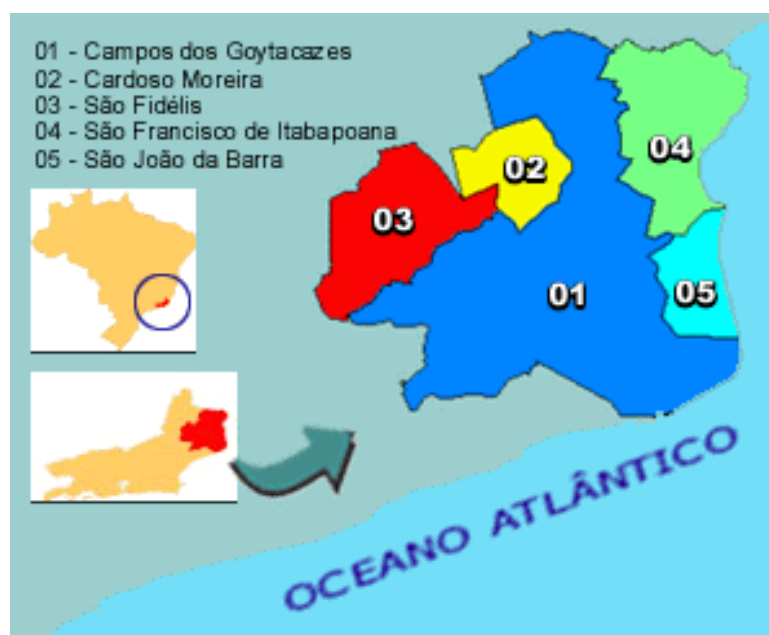 01 - Campos dos Goytacazes
02 - Cardoso Moreira
03 - São Fidélis
04 - São Francisco de Itabapoana
05 - São João da Barra
04
02
03
01
05
OCEANO ATLÂNTICO